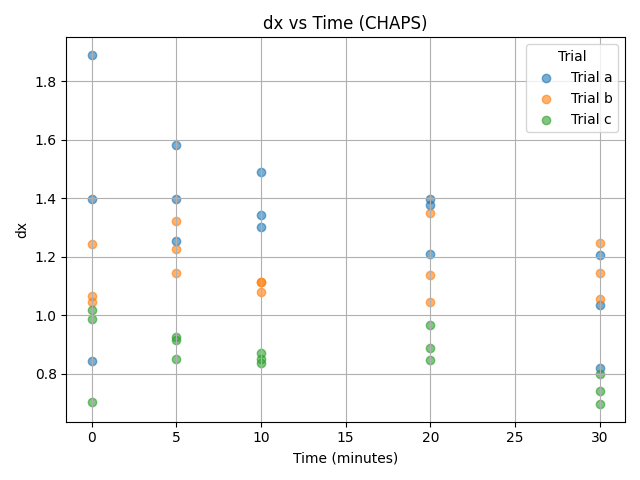 dx vs Time (CHAPS)
Trial
Trial a
Trial b
Trial c
dx
1.8
1.6
1.4
1.2
1.0
0.8
0 5 10 15 20 25 30
Time (minutes)